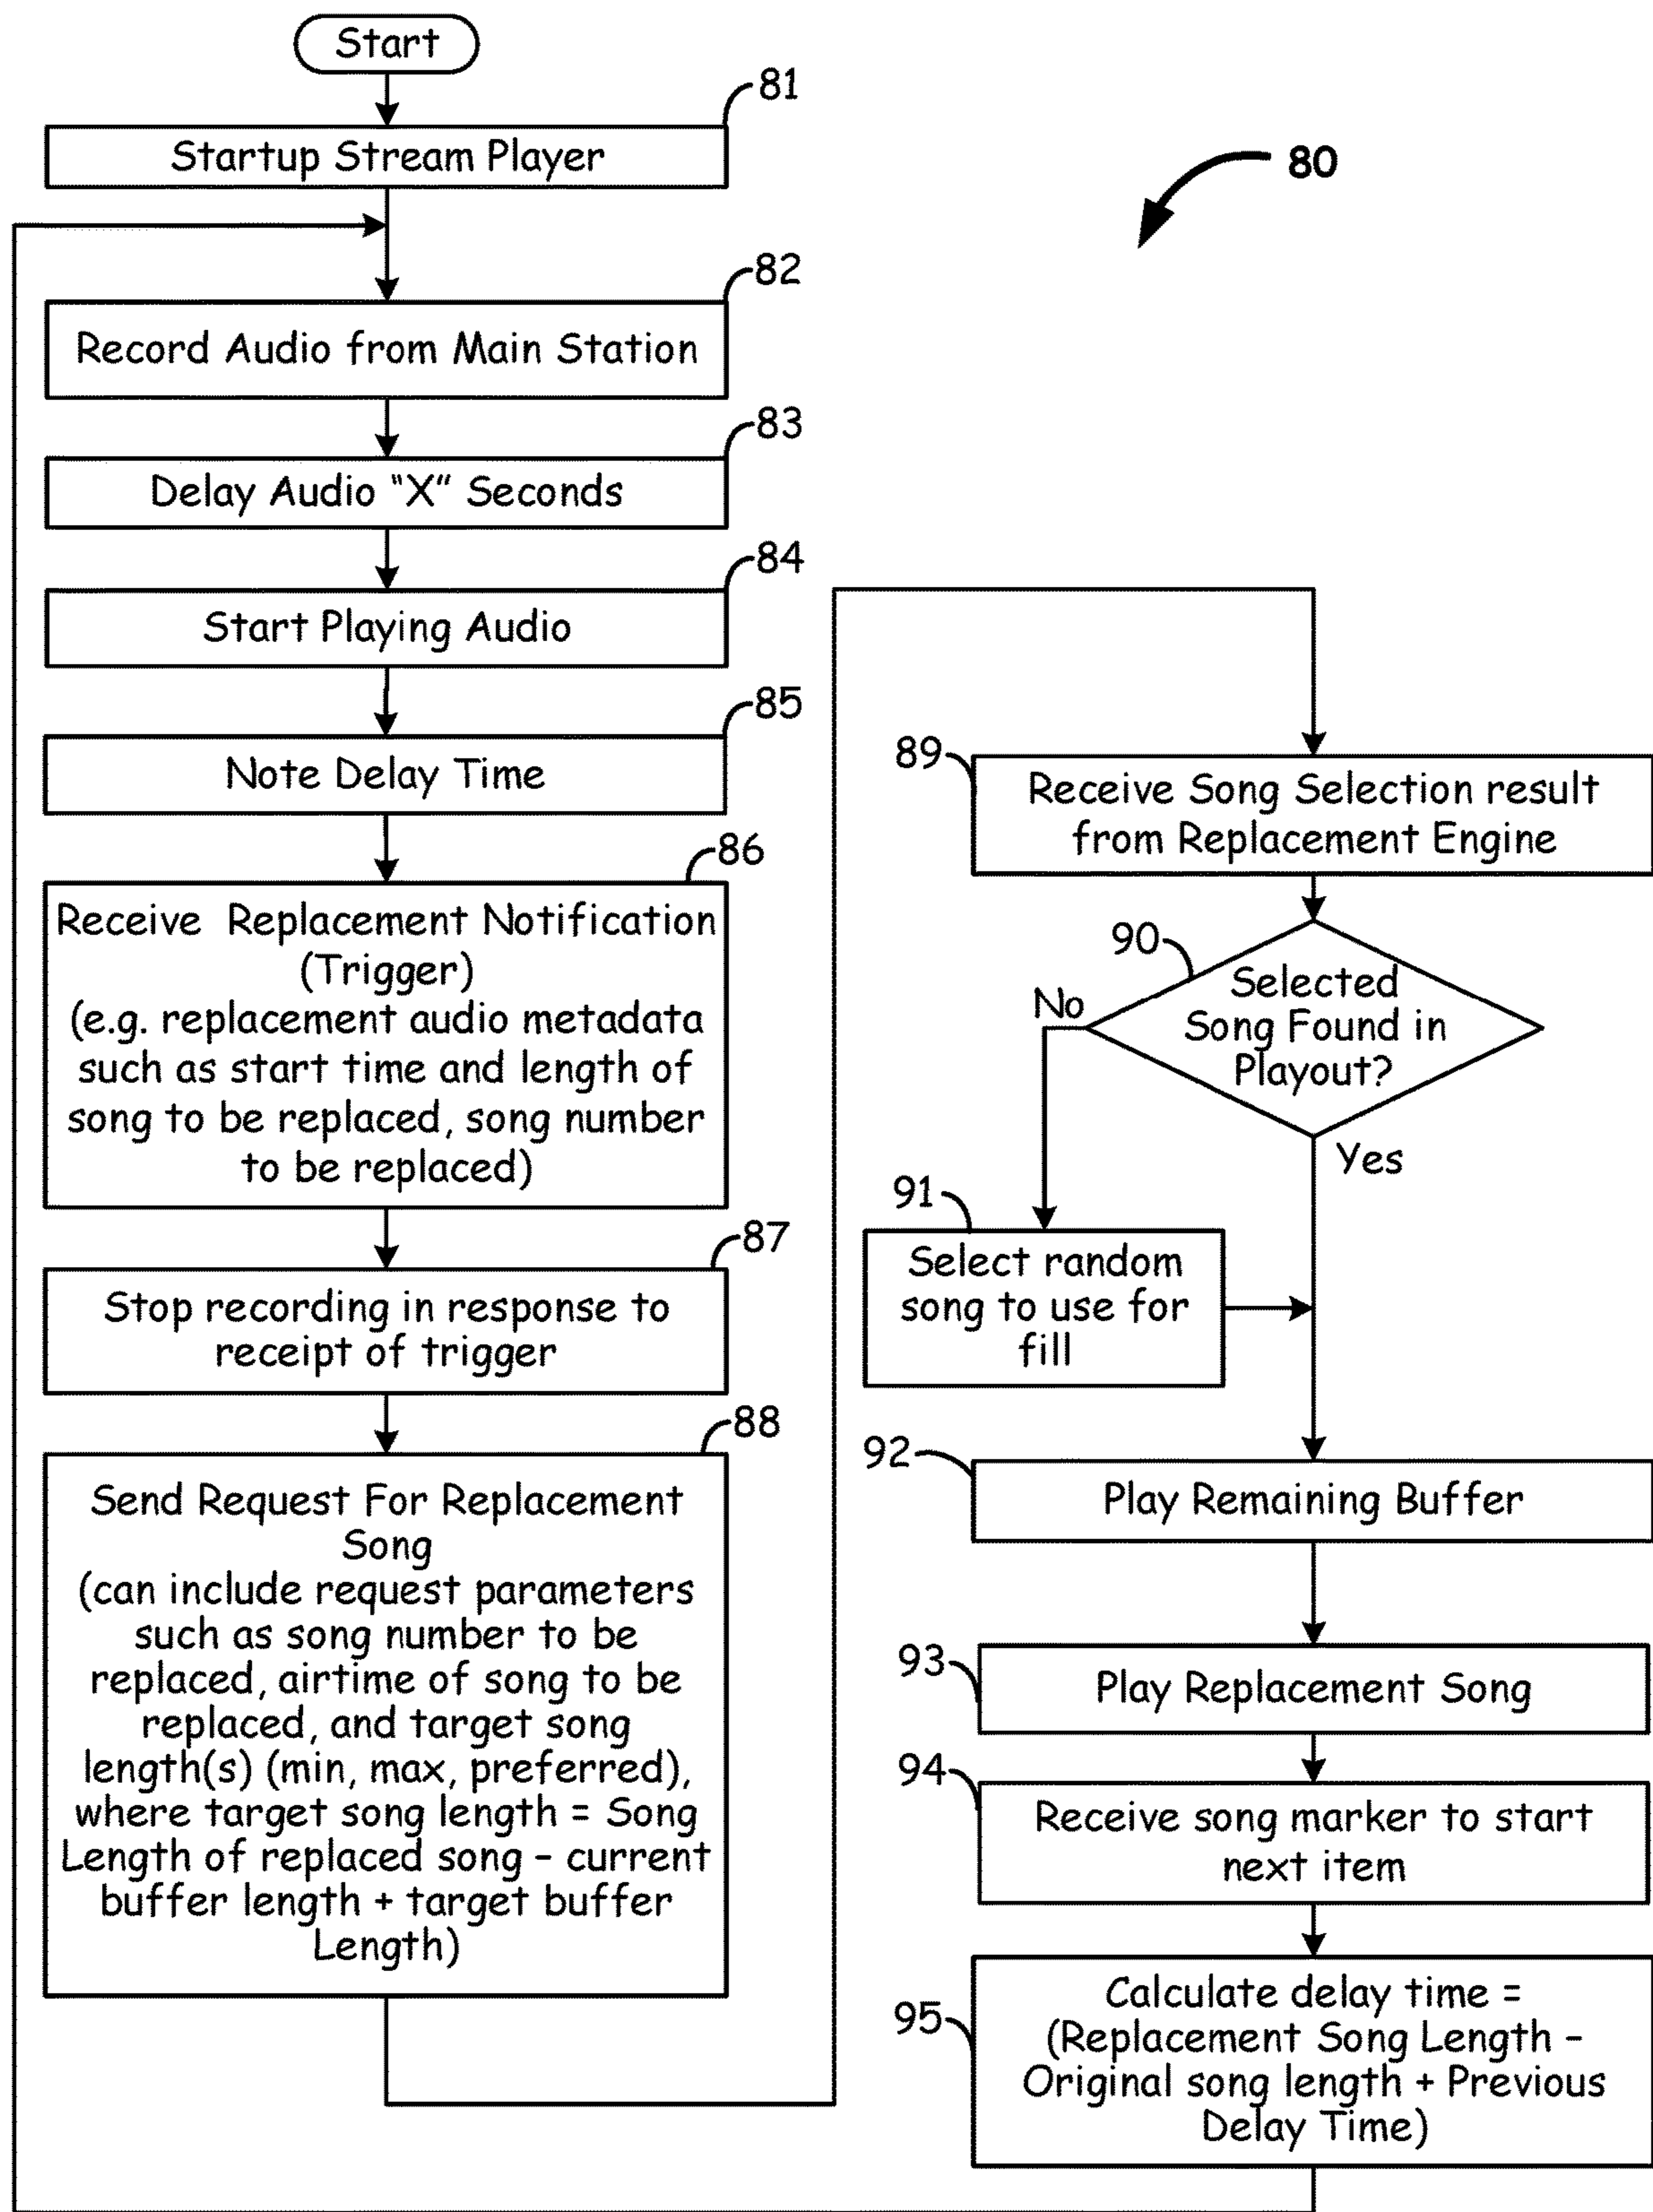 Start
81
Startup Stream Player
80
82
Record Audio from Main Station
83
Delay Audio “X” Seconds
84
Start Playing Audio
85
Note Delay Time
86
Receive Replacement Notification
(Trigger)
(e.g. replacement audio metadata
such as start time and length of
song to be replaced, song number
to be replaced)
87
Stop recording in response to
receipt of trigger
88
Send Request For Replacement
Song
(can include request parameters
such as song number to be
replaced, airtime of song to be
replaced, and target song
length(s) (min, max, preferred),
where target song length = Song
Length of replaced song – current
buffer length + target buffer
Length)
89
Receive Song Selection result
from Replacement Engine
90
Selected
Song Found in
Playout?
No
Yes
91
Select random
song to use for
fill
92
Play Remaining Buffer
93
Play Replacement Song
94
Receive song marker to start
next item
95
Calculate delay time =
(Replacement Song Length –
Original song length + Previous
Delay Time)